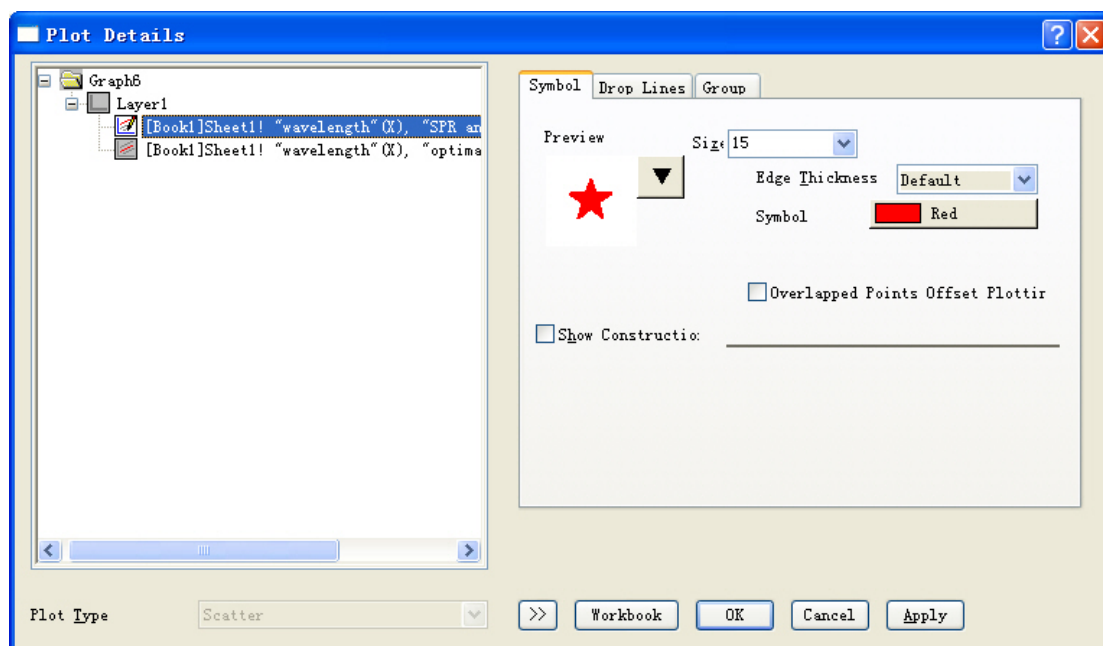 Plot Details
Graph6
Layer1
[Book1]Sheet1! "wavelength"(X), "SPR an
[Book1]Sheet1! "wavelength"(X), "optima
Symbol Drop Lines Group
Preview
Size 15
Edge Thickness Default
Symbol Red
Overlapped Points Offset Plottir
Show Constructio:
Plot Type Scatter
>> Workbook OK Cancel Apply